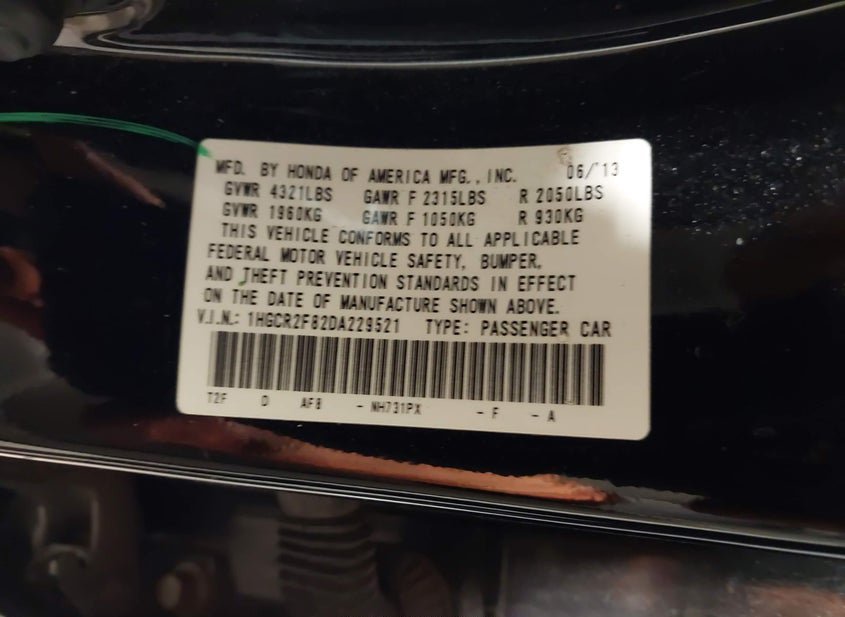 MFD. BY HONDA OF AMERICA MFG., INC. 06/13
GVWR 4321LBS GAWR F 2315LBS R 2050LBS
GVWR 1960KG GAWR F 1050KG R 930KG
THIS VEHICLE CONFORMS TO ALL APPLICABLE
FEDERAL MOTOR VEHICLE SAFETY, BUMPER,
AND THEFT PREVENTION STANDARDS IN EFFECT
ON THE DATE OF MANUFACTURE SHOWN ABOVE.
V.I.N.: 1HGCR2F82DA229521 TYPE: PASSENGER CAR
T2F D AF8 - NH731PX - F - A